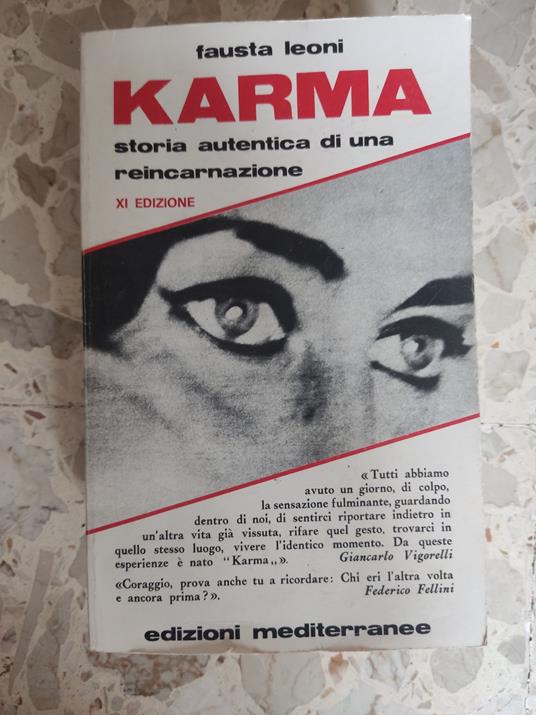 fausta leoni
KARMA
storia autentica di una
reincarnazione
XI EDIZIONE
«Tutti abbiamo
avuto un giorno, di colpo,
la sensazione fulminante, guardando
dentro di noi, di sentirci riportare indietro in
un'altra vita già vissuta, rifare quel gesto, trovarci in
quello stesso luogo, vivere l'identico momento. Da queste
esperienze è nato "Karma„». Giancarlo Vigorelli
«Coraggio, prova anche tu a ricordare: Chi eri l'altra volta
e ancora prima?». Federico Fellini
edizioni mediterranee